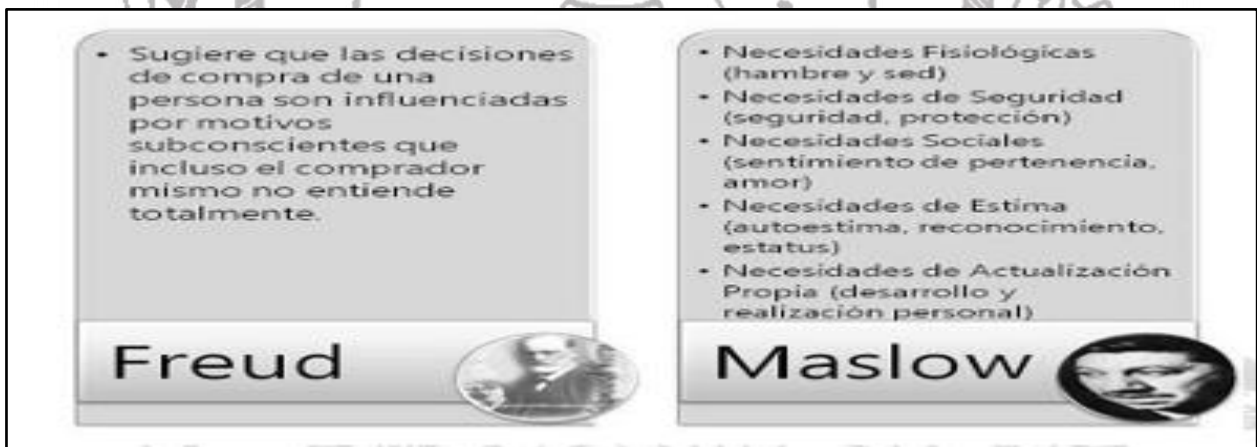 • Sugiere que las decisiones
de compra de una
persona son influenciadas
por motivos
subconscientes que
incluso el comprador
mismo no entiende
totalmente.
Freud
• Necesidades Fisiológicas
(hambre y sed)
• Necesidades de Seguridad
(seguridad, protección)
• Necesidades Sociales
(sentimiento de pertenencia,
amor)
• Necesidades de Estima
(autoestima, reconocimiento,
estatus)
• Necesidades de Actualización
Propia (desarrollo y
realización personal)
Maslow